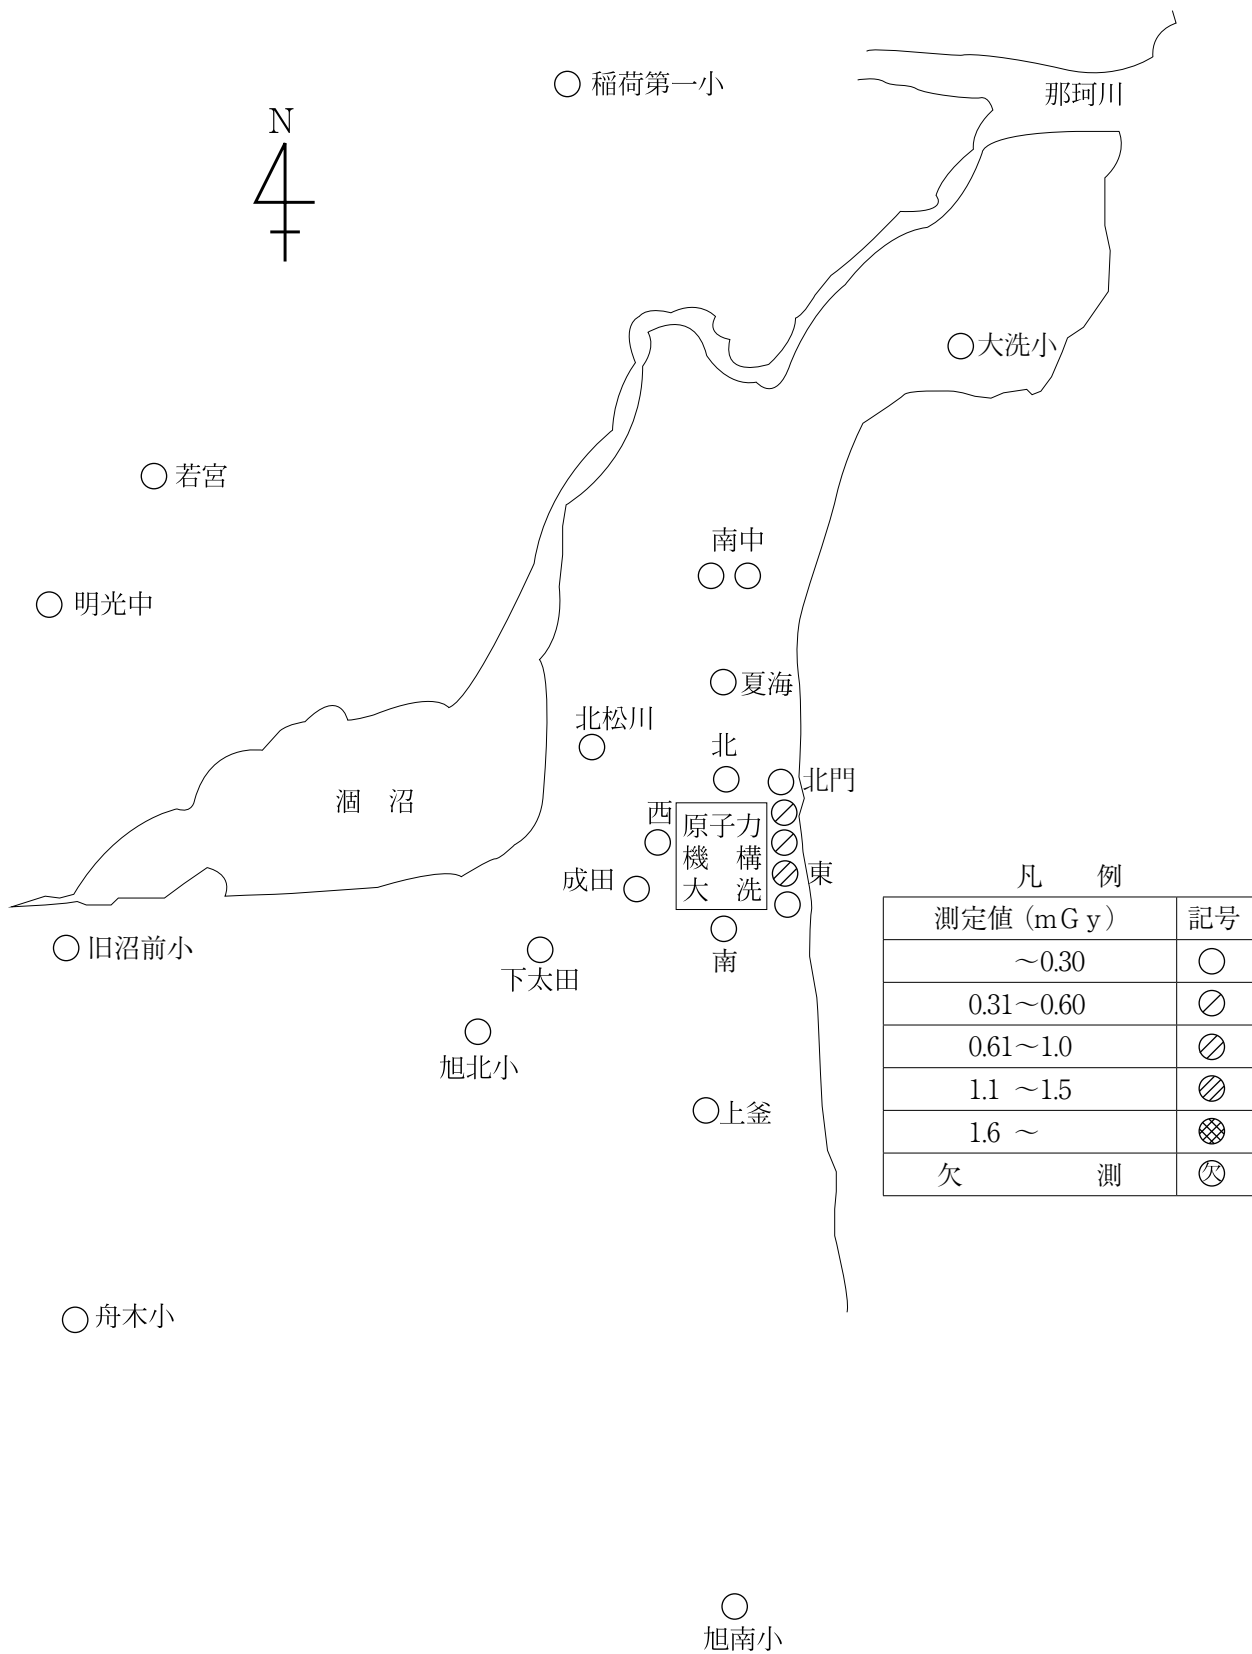 稲荷第一小
那珂川
N
大洗小
若宮
南中
明光中
夏海
北松川
北
北門
涸 沼
西
原子力
機 構
大 洗
東
成田
凡 例
測定値(mGy) 記号
～0.30
0.31～0.60
0.61～1.0
1.1 ～1.5
1.6 ～
欠 測 欠
旧沼前小
南
下太田
旭北小
上釜
舟木小
旭南小